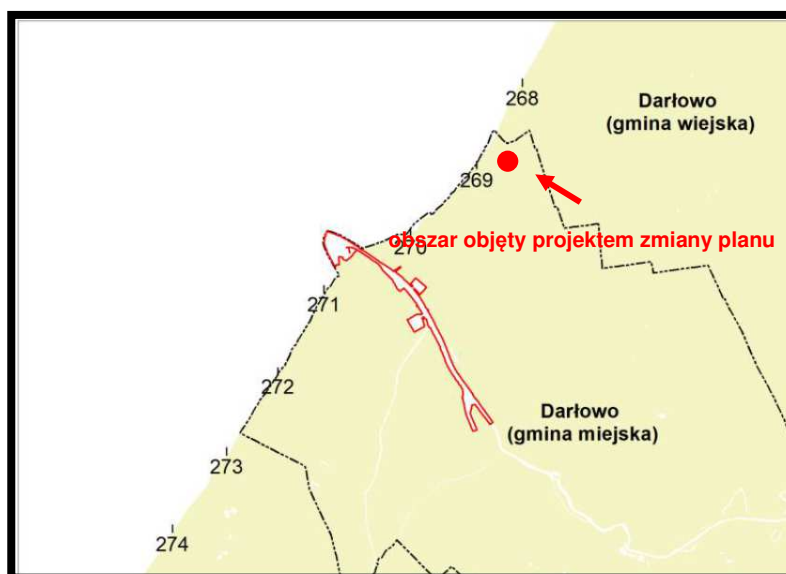 268
Darłowo
(gmina wiejska)
269
obszar objęty projektem zmiany planu
270
271
272
Darłowo
(gmina miejska)
273
274